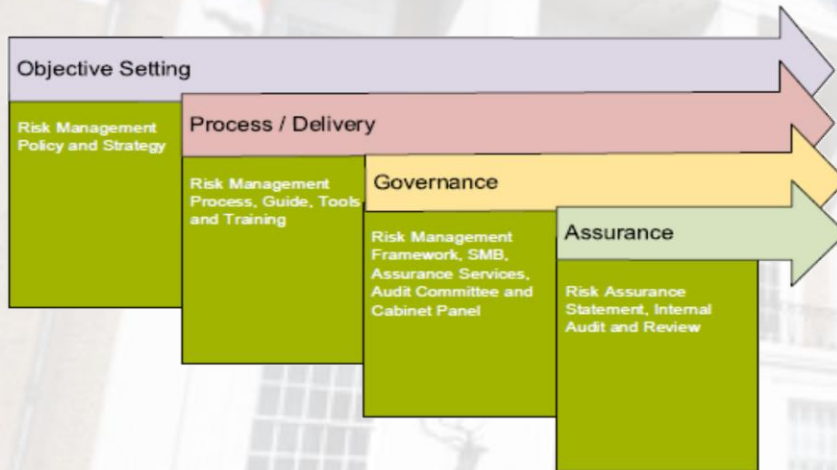 Objective Setting
Risk Management
Policy and Strategy
Process / Delivery
Risk Management
Process, Guide, Tools
and Training
Governance
Risk Management
Framework, SMB,
Assurance Services,
Audit Committee and
Cabinet Panel
Assurance
Risk Assurance
Statement, Internal
Audit and Review